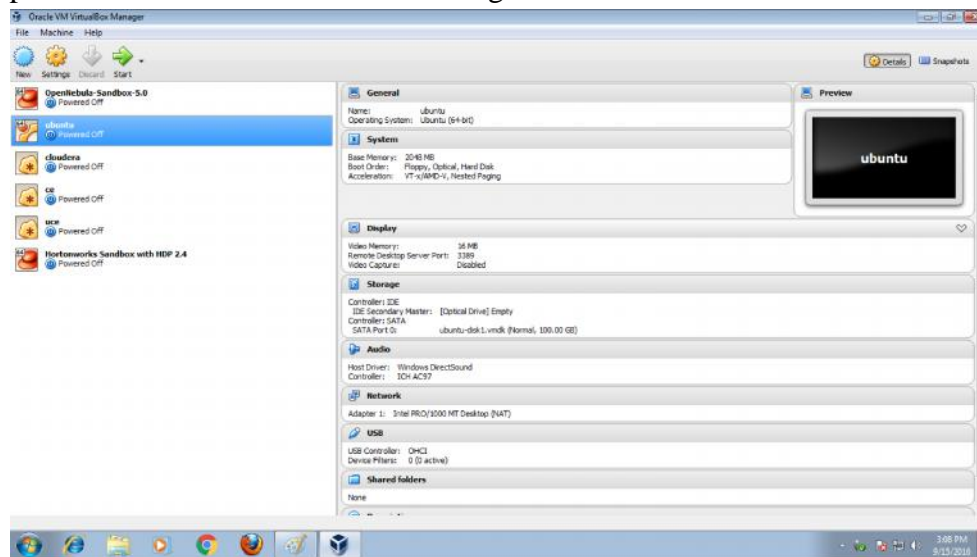 Oracle VM VirtualBox Manager
File Machine Help
New Settings Discard Start
Details Snapshots
OpenNebula-Sandbox-5.0
Powered Off
ubuntu
Powered Off
cloudera
Powered Off
ce
Powered Off
uce
Powered Off
Hortonworks Sandbox with HDP 2.4
Powered Off
General
Name: ubuntu
Operating System: Ubuntu (64-bit)
System
Base Memory: 2048 MB
Boot Order: Floppy, Optical, Hard Disk
Acceleration: VT-x/AMD-V, Nested Paging
Preview
ubuntu
Display
Video Memory: 16 MB
Remote Desktop Server Port: 3389
Video Capture: Disabled
Storage
Controller: IDE
IDE Secondary Master: [Optical Drive] Empty
Controller: SATA
SATA Port 0: ubuntu-disk1.vmdk (Normal, 100.00 GB)
Audio
Host Driver: Windows DirectSound
Controller: ICH AC97
Network
Adapter 1: Intel PRO/1000 MT Desktop (NAT)
USB
USB Controller: OHCI
Device Filters: 0 (0 active)
Shared folders
None
3:08 PM
9/15/2016